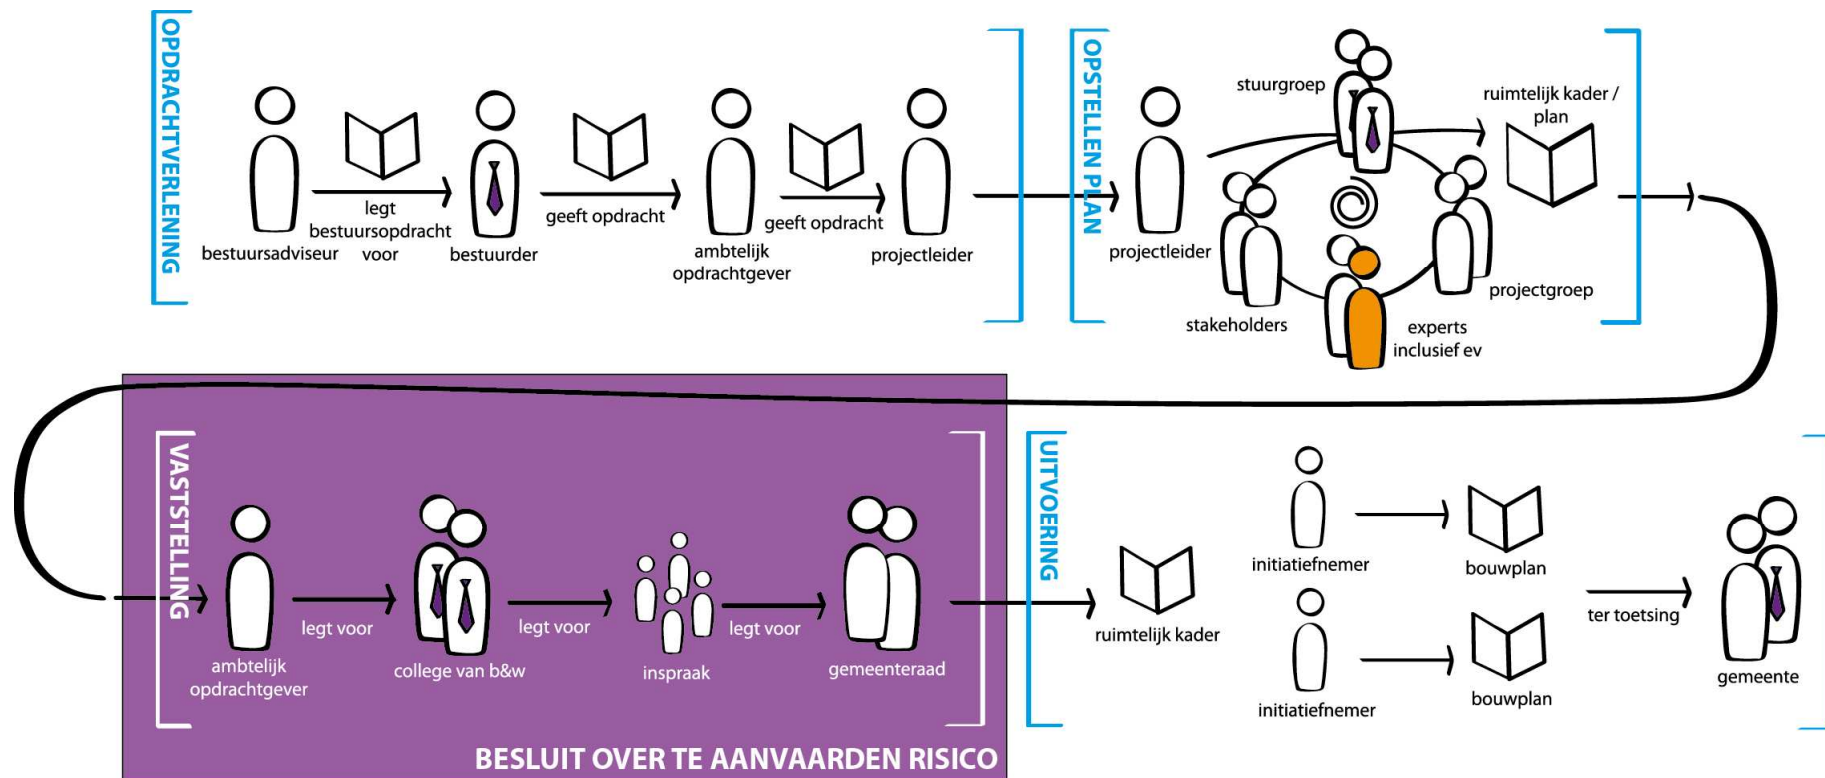 OPDRACHTVERLENING
bestuursadviseur
legt
bestuursopdracht
voor
bestuurder
geeft opdracht
ambtelijk
opdrachtgever
geeft opdracht
projectleider
OPSTELLEN PLAN
projectleider
stuurgroep
stakeholders
experts
inclusief ev
projectgroep
ruimtelijk kader /
plan
VASTSTELLING
ambtelijk
opdrachtgever
legt voor
college van b&w
legt voor
inspraak
legt voor
gemeenteraad
BESLUIT OVER TE AANVAARDEN RISICO
UITVOERING
ruimtelijk kader
initiatiefnemer
bouwplan
initiatiefnemer
bouwplan
ter toetsing
gemeente